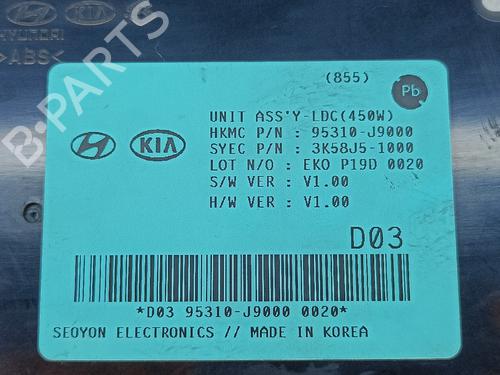 HYUNDAI KIA
>ABS<
(855)
Pb
UNIT ASS'Y-LDC(450W)
HKMC P/N : 95310-J9000
SYEC P/N : 3K58J5-1000
LOT N/O : EKO P19D 0020
S/W VER : V1.00
H/W VER : V1.00
KIA
D03
*D03 95310-J9000 0020*
SEOYON ELECTRONICS // MADE IN KOREA
B-PARTS